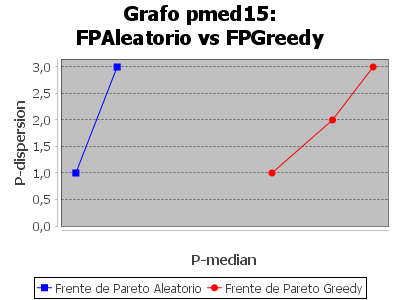 Grafo pmed15:
FPAleatorio vs FPGreedy
3,0
2,5
2,0
1,5
1,0
0,5
0,0
P-dispersion
P-median
Frente de Pareto Aleatorio
Frente de Pareto Greedy